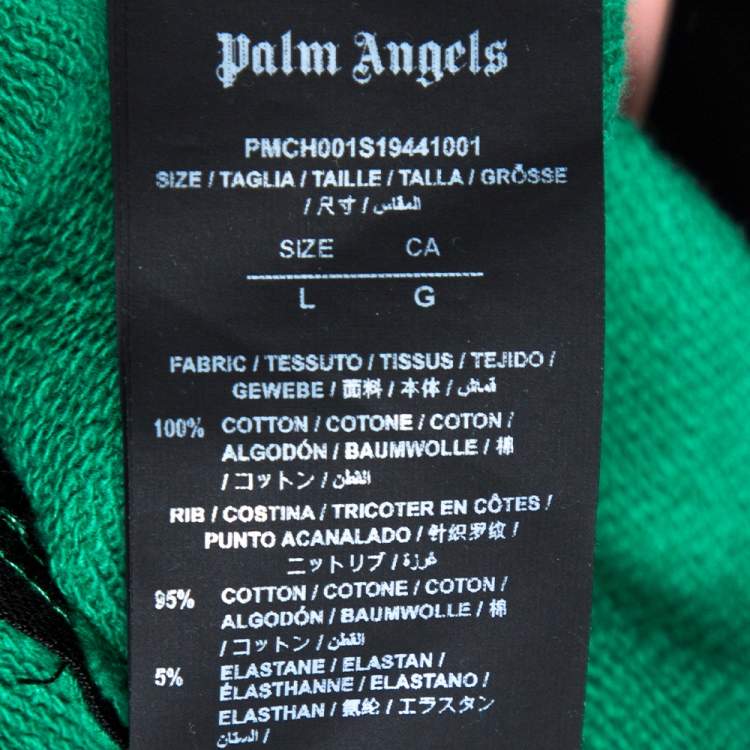 Palm Angels
PMCH001S19441001
SIZE / TAGLIA / TAILLE / TALLA / GRÖSSE
/ 尺寸 / المقاس
SIZE CA
L G
FABRIC / TESSUTO / TISSUS / TEJIDO /
GEWEBE / 面料 / 本体 / قماش
100% COTTON / COTONE / COTON /
ALGODÓN / BAUMWOLLE / 棉
/ コットン / القطن
RIB / COSTINA / TRICOTER EN CÔTES /
PUNTO ACANALADO / 针织罗纹 /
ニットリブ / غرزة
95% COTTON / COTONE / COTON /
ALGODÓN / BAUMWOLLE / 棉
/ コットン / القطن
5% ELASTANE / ELASTAN /
ÉLASTHANNE / ELASTANO /
ELASTHAN / 氨纶 / エラスタン
/